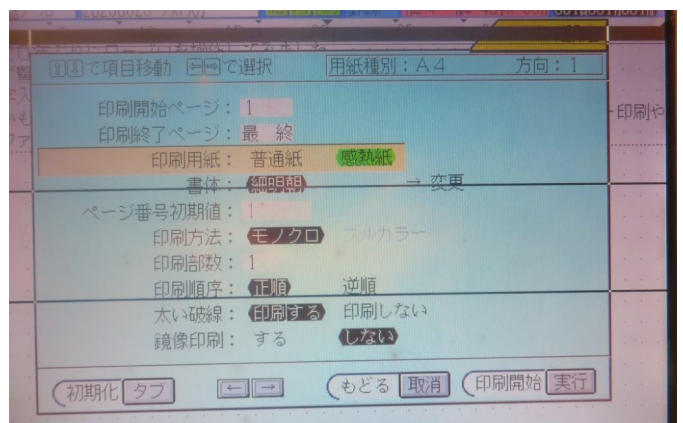 ⬆⬇で項目移動 ⬅➡で選択 用紙種別：Ａ４ 方向：1
印刷開始ページ：1
印刷終了ページ：最 終
印刷や
印刷用紙：普通紙 感熱紙
書体：細明朝 → 変更
ページ番号初期値：1
印刷方法：モノクロ フルカラー
印刷部数：1
印刷順序：正順 逆順
太い破線：印刷する 印刷しない
鏡像印刷：する しない
初期化 タブ ← → もどる 取消 印刷開始 実行